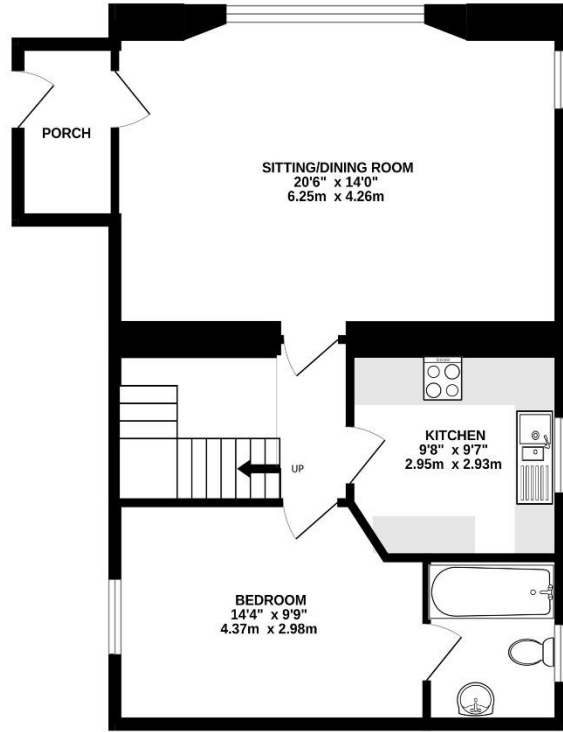 PORCH
SITTING/DINING ROOM
20'6" x 14'0"
6.25m x 4.26m
KITCHEN
9'8" x 9'7"
2.95m x 2.93m
UP
BEDROOM
14'4" x 9'9"
4.37m x 2.98m